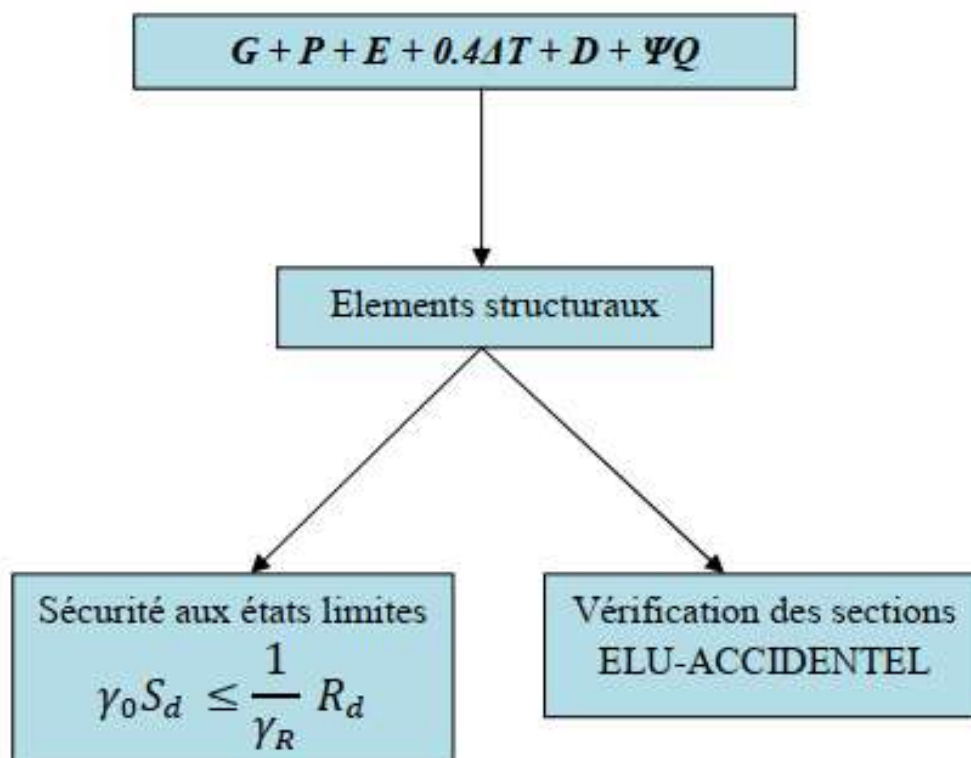 G + P + E + 0.4ΔT + D + ΨQ
Elements structuraux
Sécurité aux états limites
γ₀S_d ≤ 1/γ_R R_d
Vérification des sections
ELU-ACCIDENTEL